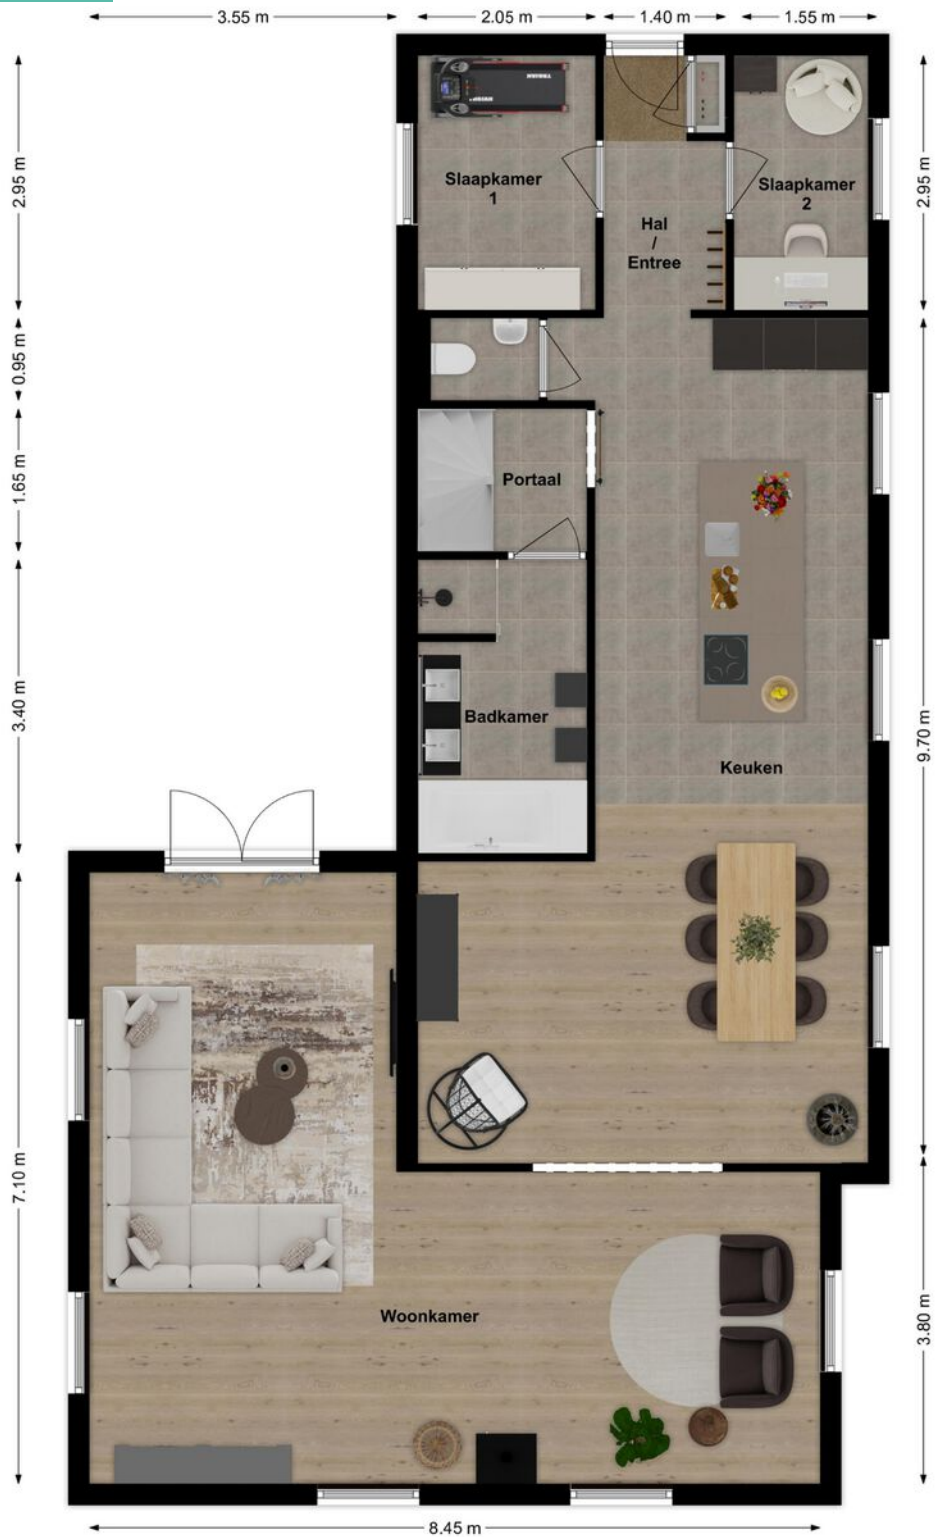 3.55 m
2.05 m
1.40 m
1.55 m
2.95 m
0.95 m
1.65 m
3.40 m
7.10 m
2.95 m
9.70 m
3.80 m
Slaapkamer
1
Slaapkamer
2
Hal
/
Entree
Portaal
Badkamer
Keuken
Woonkamer
8.45 m